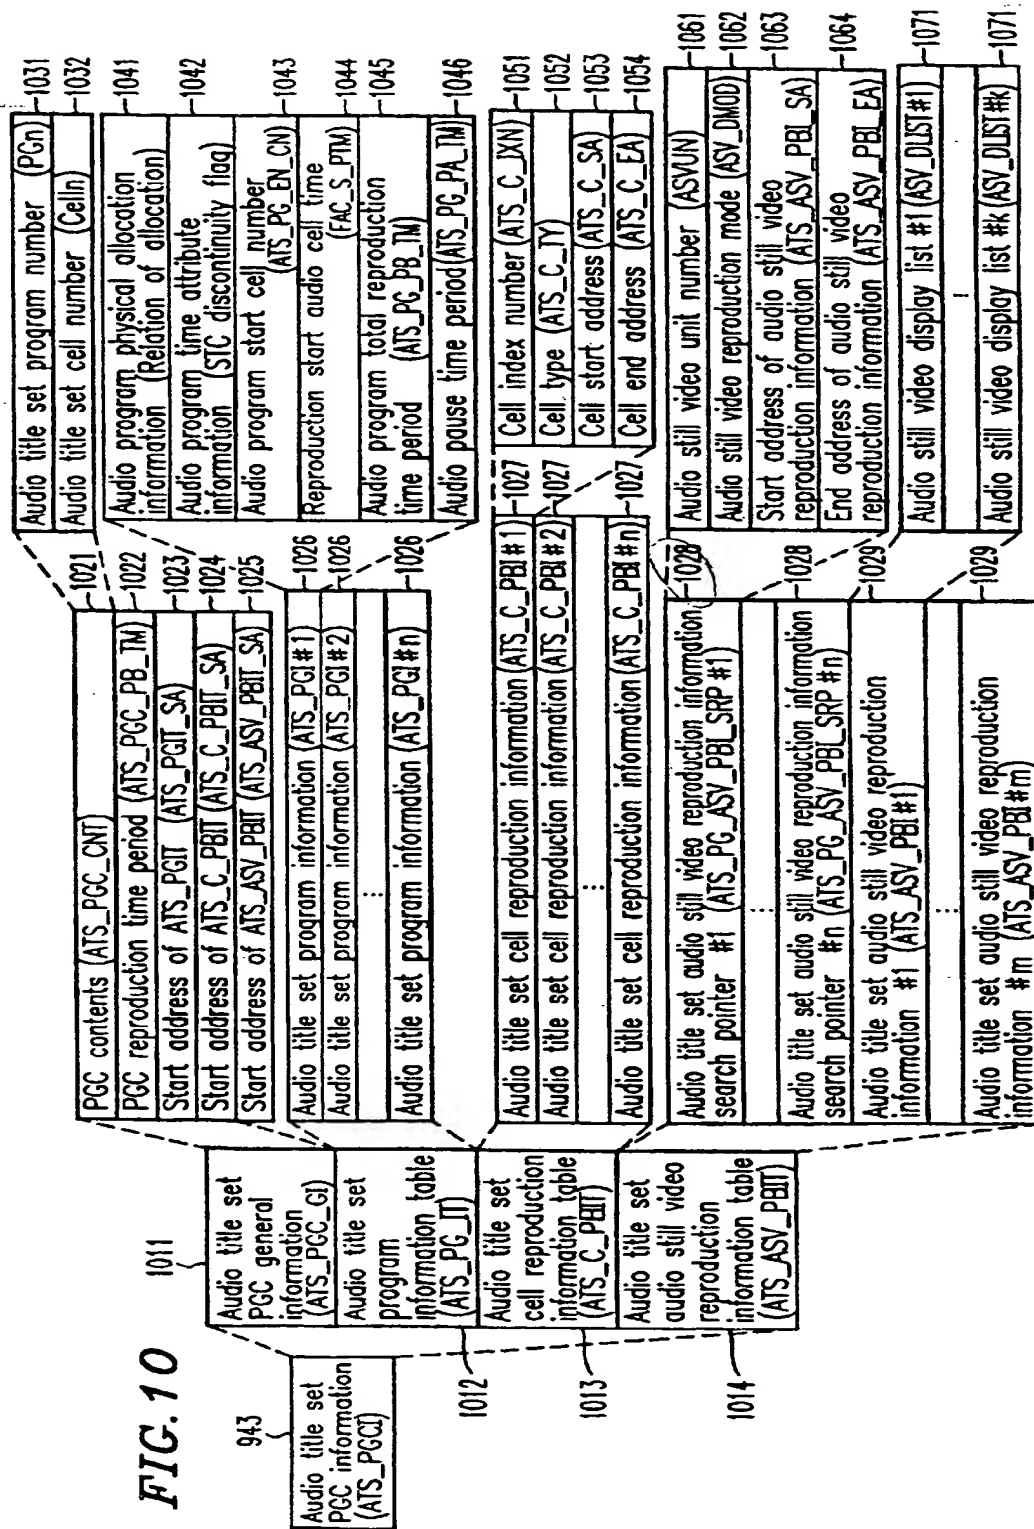 FIG. 10
943
Audio title set
PGC information
(ATS_PGCI)
1011
Audio title set
PGC general
information
(ATS_PGC_GI)
Audio title set
program
information table
(ATS_PG_IT)
1012
Audio title set
cell reproduction
information table
(ATS_C_PBIT)
1013
Audio title set
audio still video
reproduction
information table
(ATS_ASV_PBIT)
1014
PGC contents (ATS_PGC_CNT)
1021
PGC reproduction time period (ATS_PGC_PB_TM)
1022
Start address of ATS_PGIT (ATS_PGIT_SA)
1023
Start address of ATS_C_PBIT (ATS_C_PBIT_SA)
1024
Start address of ATS_ASV_PBIT (ATS_ASV_PBIT_SA)
1025
Audio title set program information (ATS_PGI#1)
1026
Audio title set program information (ATS_PGI#2)
1026
...
Audio title set program information (ATS_PGI#n)
1026
Audio title set cell reproduction information (ATS_C_PBI#1)
1027
Audio title set cell reproduction information (ATS_C_PBI#2)
1027
...
Audio title set cell reproduction information (ATS_C_PBI#n)
1027
Audio title set audio still video reproduction information
search pointer #1 (ATS_PG_ASV_PBI_SRP#1)
1028
...
Audio title set audio still video reproduction information
search pointer #n (ATS_PG_ASV_PBI_SRP#n)
1028
Audio title set audio still video reproduction
information #1 (ATS_ASV_PBI#1)
1029
...
Audio title set audio still video reproduction
information #m (ATS_ASV_PBI#m)
1029
Audio title set program number (PGn)
1031
Audio title set cell number (Celln)
1032
Audio program physical allocation
information (Relation of allocation)
1041
Audio program time attribute
information (STC discontinuity flag)
1042
Audio program start cell number
(ATS_PG_EN_CN)
1043
Reproduction start audio cell time
(FAC_S_PTM)
1044
Audio program total reproduction
time period (ATS_PG_PB_TM)
1045
Audio pause time period (ATS_PG_PA_TM)
1046
Cell index number (ATS_C_IXN)
1051
Cell type (ATS_C_TY)
1052
Cell start address (ATS_C_SA)
1053
Cell end address (ATS_C_EA)
1054
Audio still video unit number (ASVUN)
1061
Audio still video reproduction mode (ASV_DMOD)
1062
Start address of audio still video
reproduction information (ATS_ASV_PBI_SA)
1063
End address of audio still video
reproduction information (ATS_ASV_PBI_EA)
1064
Audio still video display list #1 (ASV_DLIST#1)
1071
...
Audio still video display list #k (ASV_DLIST#k)
1071